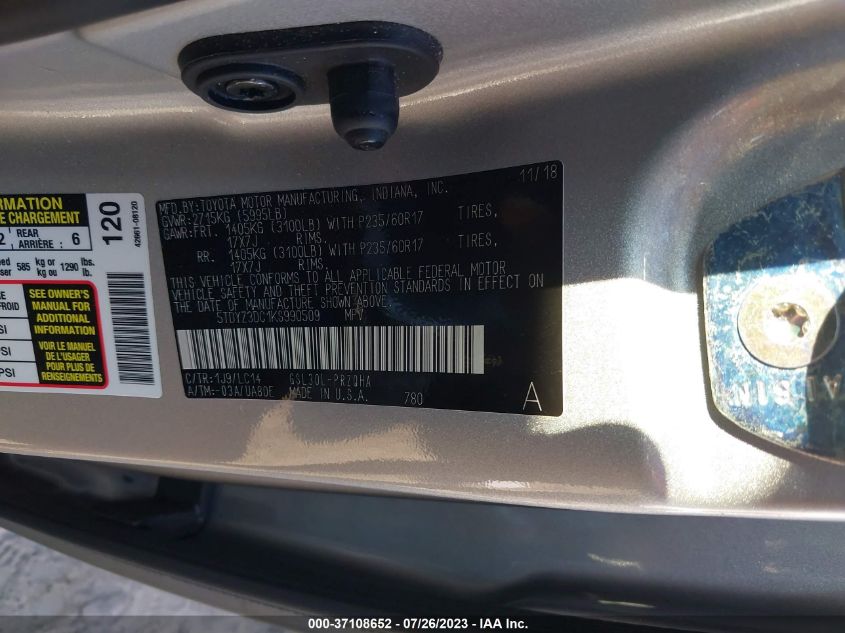 MFD.BY:TOYOTA MOTOR MANUFACTURING, INDIANA, INC. 11/18
GVWR:2715KG (5995LB)
GAWR:FRT. 1405KG (3100LB) WITH P235/60R17 TIRES,
17X7J RIMS
RR. 1405KG (3100LB) WITH P235/60R17 TIRES,
17X7J RIMS
THIS VEHICLE CONFORMS TO ALL APPLICABLE FEDERAL MOTOR
VEHICLE SAFETY AND THEFT PREVENTION STANDARDS IN EFFECT ON
THE DATE OF MANUFACTURE SHOWN ABOVE.
5TDYZ3DC1KS990509 MPV
C/TR:1J9/LC14 GSL30L-PRZQHA
A/TM:-03A/UA80E MADE IN U.S.A. 780 A
CHARGEMENT
120
42661-08120
2 REAR ARRIÈRE : 6
585 kg or kg ou 1290 lbs. lb.
SEE OWNER'S
MANUAL FOR
ADDITIONAL
INFORMATION
VOIR LE MANUEL
DE L'USAGER
POUR PLUS DE
RENSEIGNEMENTS
000-37108652 / 07/26/2023 - IAA Inc.